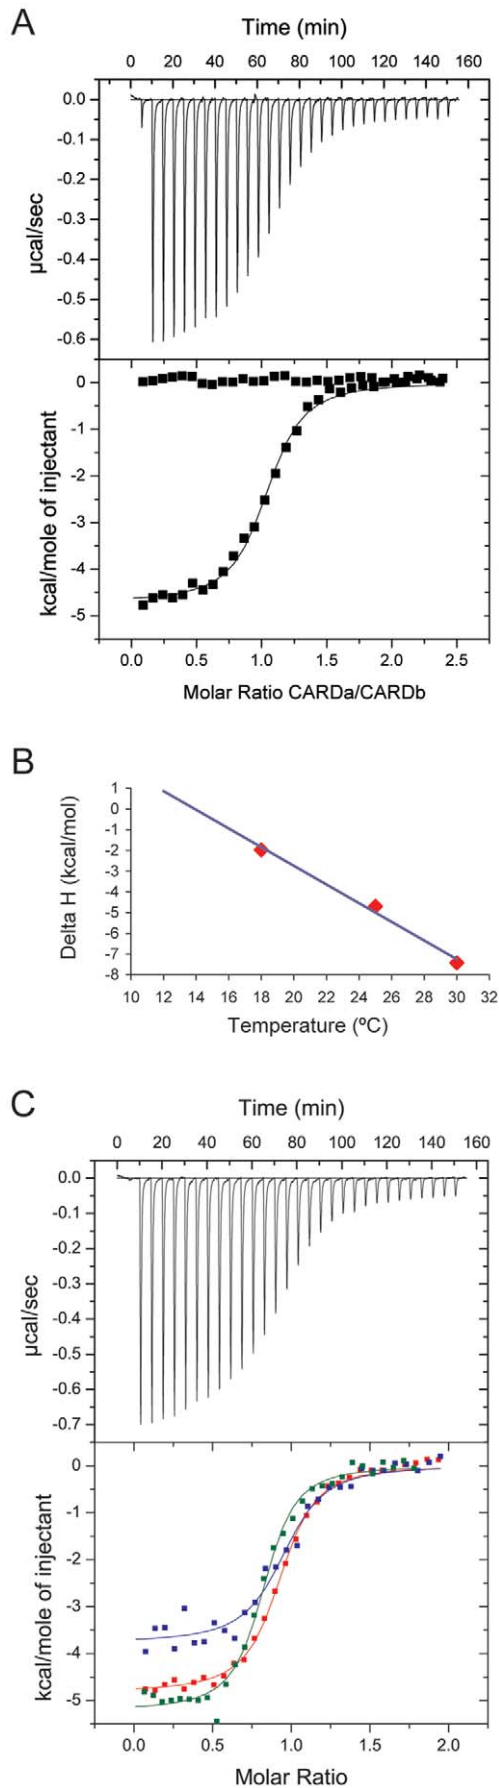 A
Time (min)
0 20 40 60 80 100 120 140 160
0.0
-0.1
-0.2
-0.3
-0.4
-0.5
-0.6
µcal/sec
0
-1
-2
-3
-4
-5
kcal/mole of injectant
0.0 0.5 1.0 1.5 2.0 2.5
Molar Ratio CARDa/CARDb
B
1
0
-1
-2
-3
-4
-5
-6
-7
-8
Delta H (kcal/mol)
10 12 14 16 18 20 22 24 26 28 30 32
Temperature (ºC)
C
Time (min)
0 20 40 60 80 100 120 140 160
0.0
-0.1
-0.2
-0.3
-0.4
-0.5
-0.6
-0.7
µcal/sec
0
-1
-2
-3
-4
-5
kcal/mole of injectant
0.0 0.5 1.0 1.5 2.0
Molar Ratio